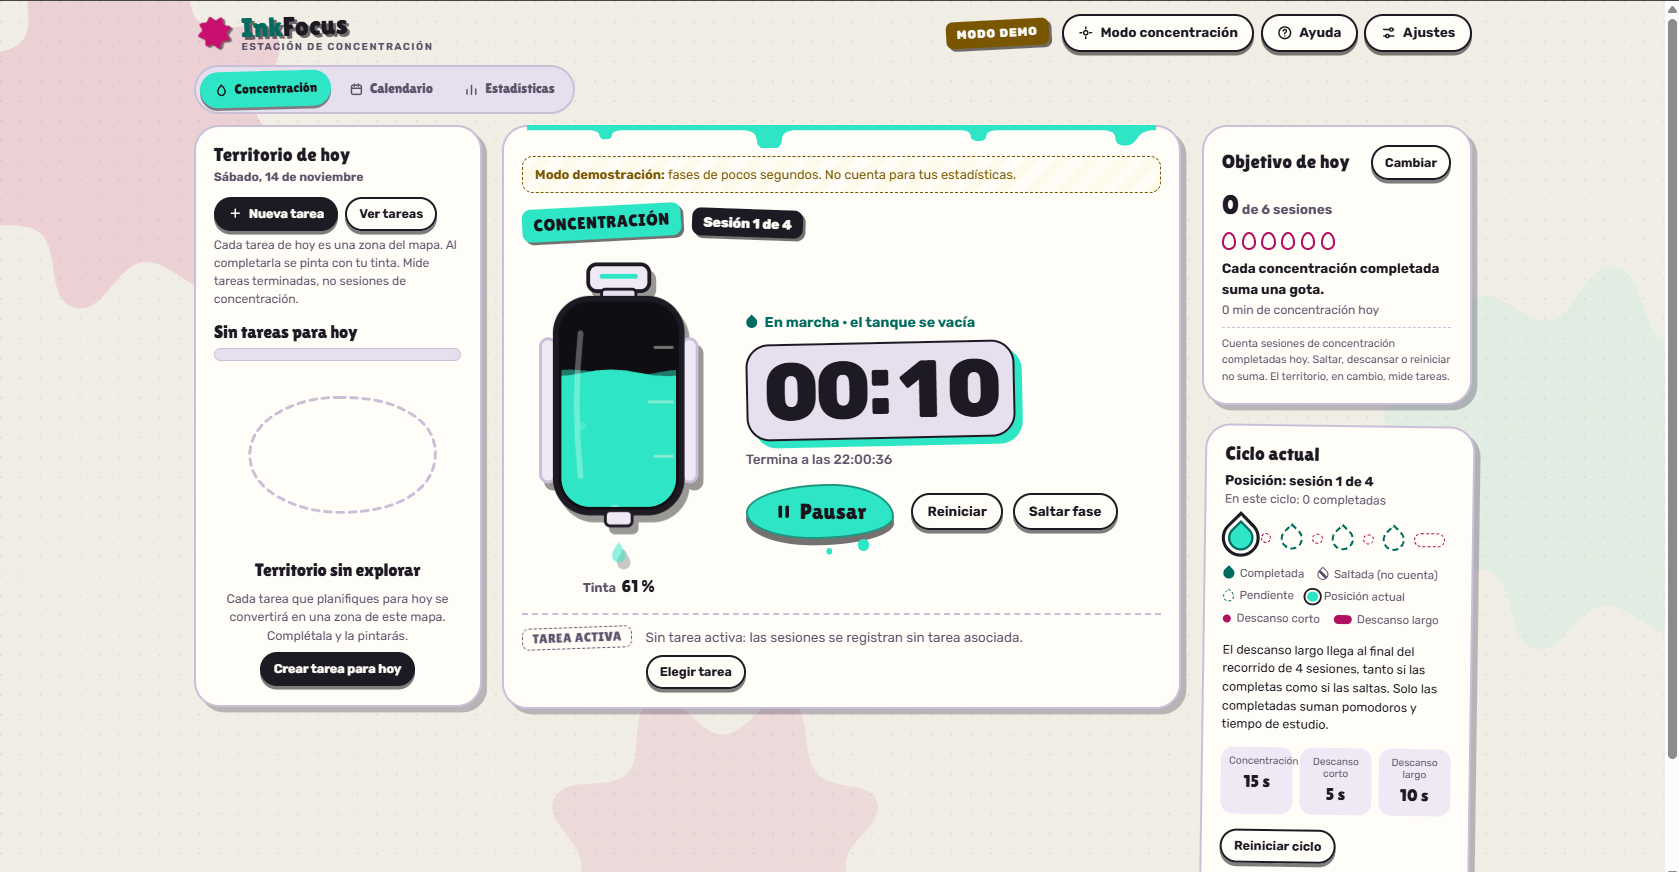 InkFocus
ESTACIÓN DE CONCENTRACIÓN
MODO DEMO
Modo concentración
Ayuda
Ajustes
Concentración
Calendario
Estadísticas
Territorio de hoy
Sábado, 14 de noviembre
+ Nueva tarea
Ver tareas
Cada tarea de hoy es una zona del mapa. Al
completarla se pinta con tu tinta. Mide
tareas terminadas, no sesiones de
concentración.
Sin tareas para hoy
Territorio sin explorar
Cada tarea que planifiques para hoy se
convertirá en una zona de este mapa.
Complétala y la pintarás.
Crear tarea para hoy
Modo demostración: fases de pocos segundos. No cuenta para tus estadísticas.
CONCENTRACIÓN
Sesión 1 de 4
En marcha • el tanque se vacía
00:10
Termina a las 22:00:36
Pausar
Reiniciar
Saltar fase
Tinta 61 %
TAREA ACTIVA
Sin tarea activa: las sesiones se registran sin tarea asociada.
Elegir tarea
Objetivo de hoy
Cambiar
0 de 6 sesiones
Cada concentración completada
suma una gota.
0 min de concentración hoy
Cuenta sesiones de concentración
completadas hoy. Saltar, descansar o reiniciar
no suma. El territorio, en cambio, mide tareas.
Ciclo actual
Posición: sesión 1 de 4
En este ciclo: 0 completadas
Completada
Saltada (no cuenta)
Pendiente
Posición actual
Descanso corto
Descanso largo
El descanso largo llega al final del
recorrido de 4 sesiones, tanto si las
completas como si las saltas. Solo las
completadas suman pomodoros y
tiempo de estudio.
Concentración
15 s
Descanso
corto
5 s
Descanso
largo
10 s
Reiniciar ciclo